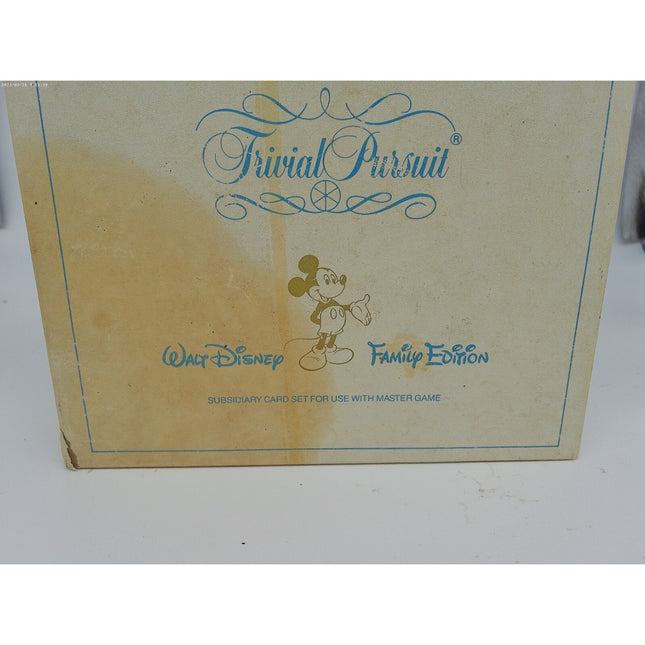 Trivial Pursuit®
Walt Disney Family Edition
SUBSIDIARY CARD SET FOR USE WITH MASTER GAME